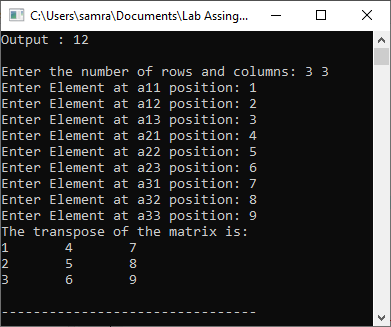 C:\Users\samra\Documents\Lab Assing...
Output : 12
Enter the number of rows and columns: 3 3
Enter Element at a11 position: 1
Enter Element at a12 position: 2
Enter Element at a13 position: 3
Enter Element at a21 position: 4
Enter Element at a22 position: 5
Enter Element at a23 position: 6
Enter Element at a31 position: 7
Enter Element at a32 position: 8
Enter Element at a33 position: 9
The transpose of the matrix is:
1 4 7
2 5 8
3 6 9
--------------------------------